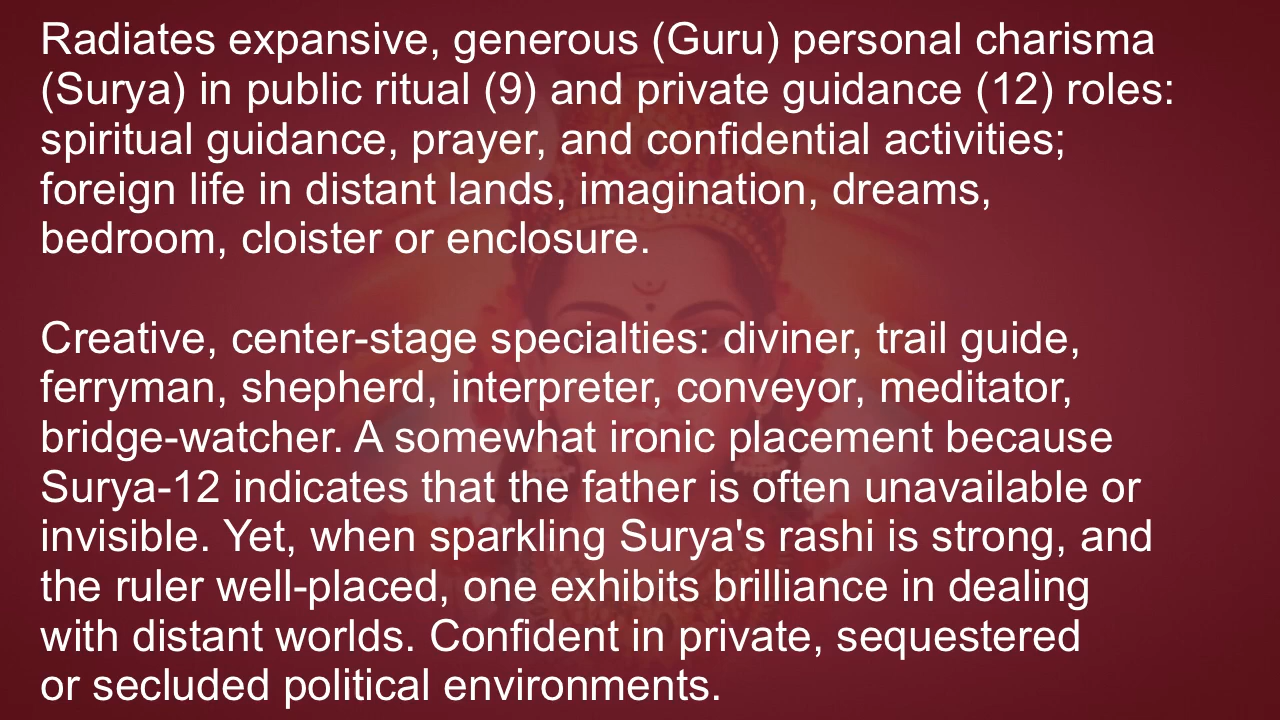 Radiates expansive, generous (Guru) personal charisma
(Surya) in public ritual (9) and private guidance (12) roles:
spiritual guidance, prayer, and confidential activities;
foreign life in distant lands, imagination, dreams,
bedroom, cloister or enclosure.
Creative, center-stage specialties: diviner, trail guide,
ferryman, shepherd, interpreter, conveyor, meditator,
bridge-watcher. A somewhat ironic placement because
Surya-12 indicates that the father is often unavailable or
invisible. Yet, when sparkling Surya's rashi is strong, and
the ruler well-placed, one exhibits brilliance in dealing
with distant worlds. Confident in private, sequestered
or secluded political environments.